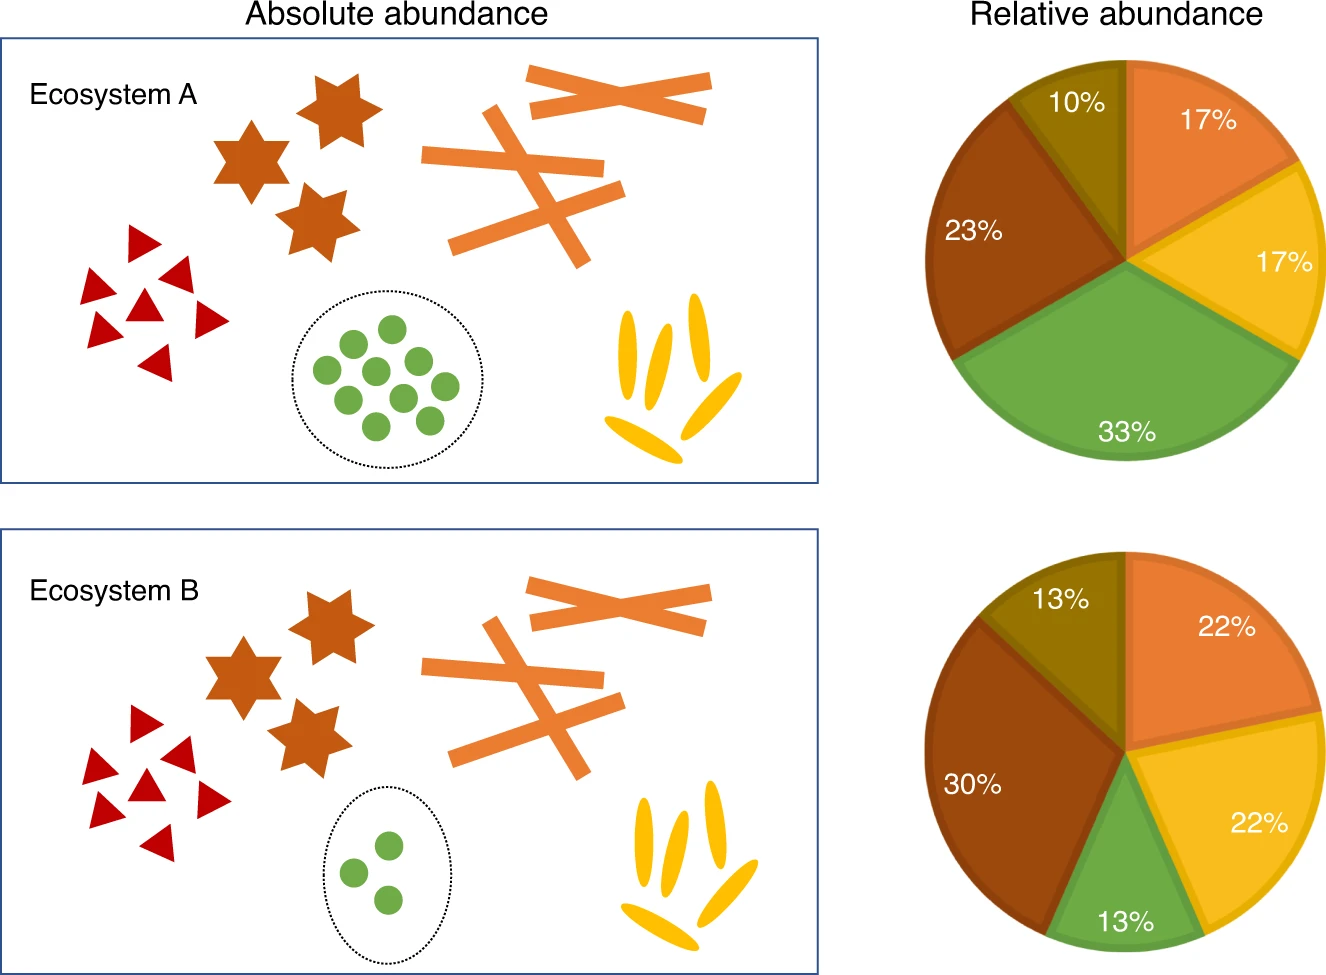 Absolute abundance
Relative abundance
Ecosystem A
10%
17%
23%
17%
33%
Ecosystem B
13%
22%
30%
22%
13%